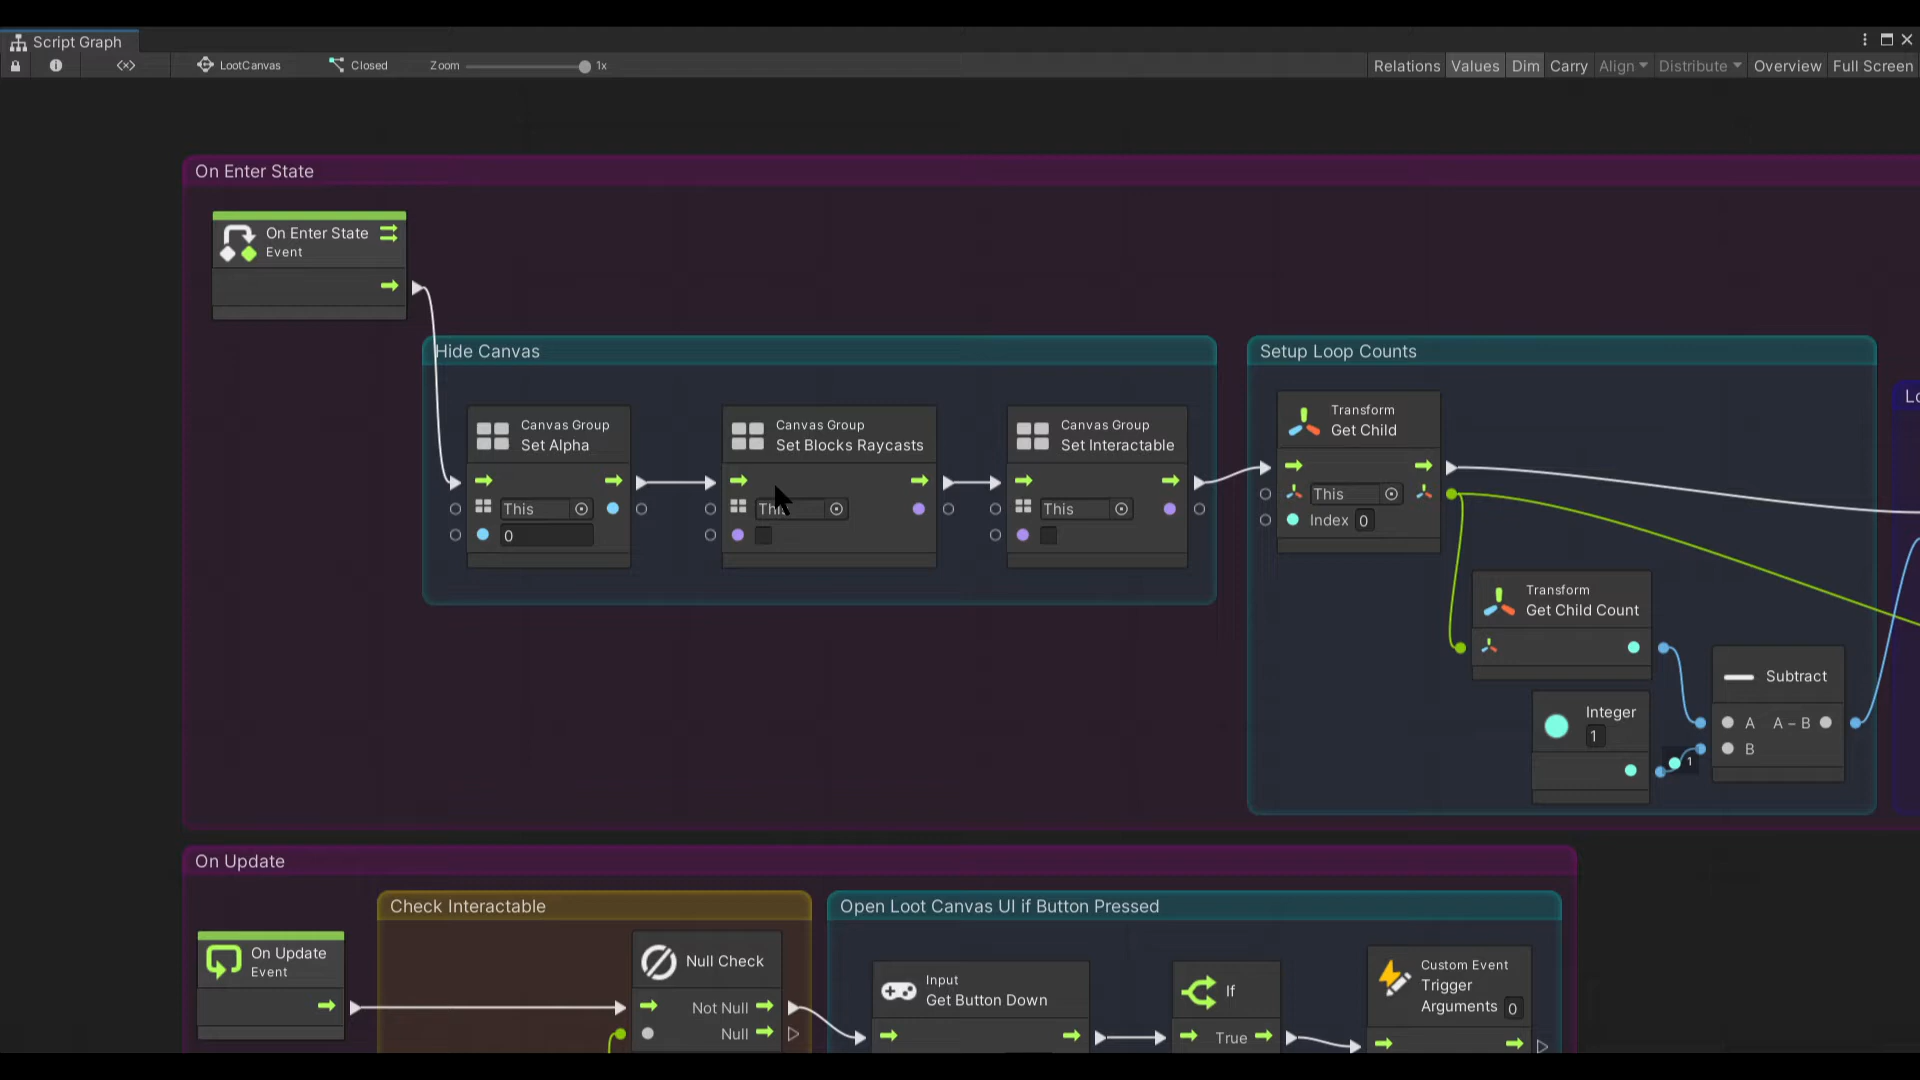 Script Graph
LootCanvas
Closed
Zoom
1x
Relations
Values
Dim
Carry
Align
Distribute
Overview
Full Screen
On Enter State
On Enter State
Event
Hide Canvas
Canvas Group
Set Alpha
This
0
Canvas Group
Set Blocks Raycasts
Canvas Group
Set Interactable
This
Setup Loop Counts
Transform
Get Child
This
Index 0
Transform
Get Child Count
Integer
1
1
Subtract
A A – B
B
On Update
On Update
Event
Check Interactable
Null Check
Not Null
Null
Open Loot Canvas UI if Button Pressed
Input
Get Button Down
If
True
Custom Event
Trigger
Arguments 0